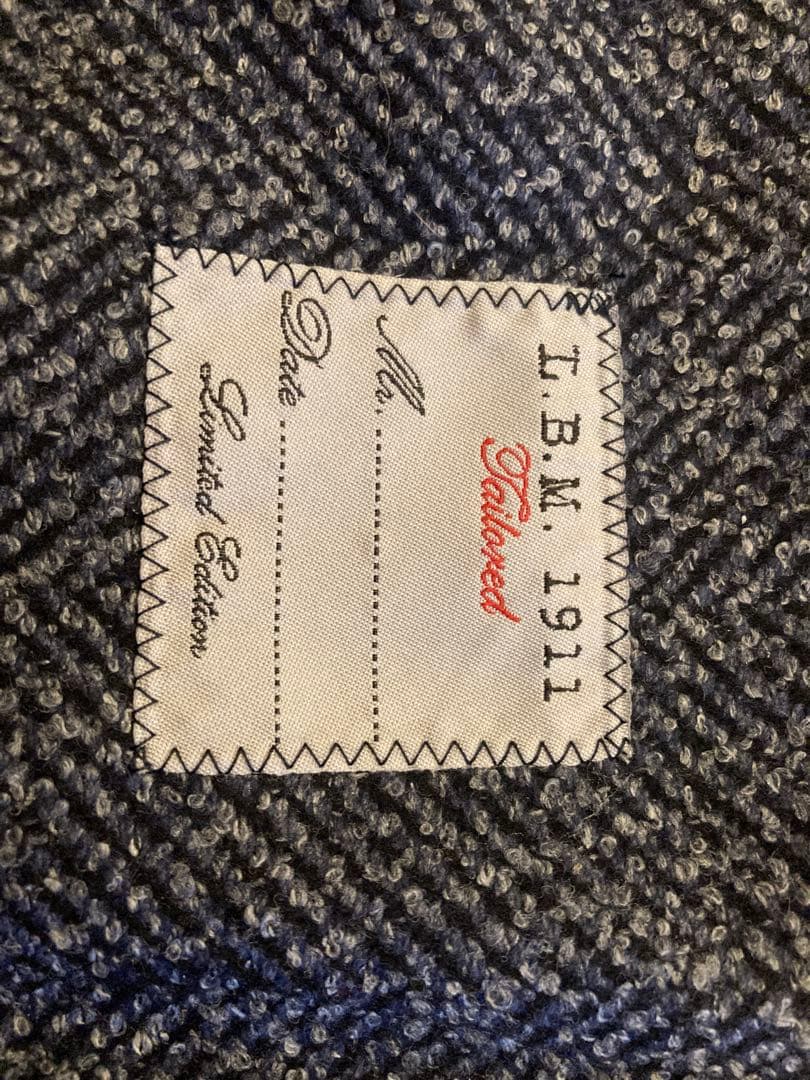 L.B.M. 1911
Tailored
Mr.
Date
Limited Edition